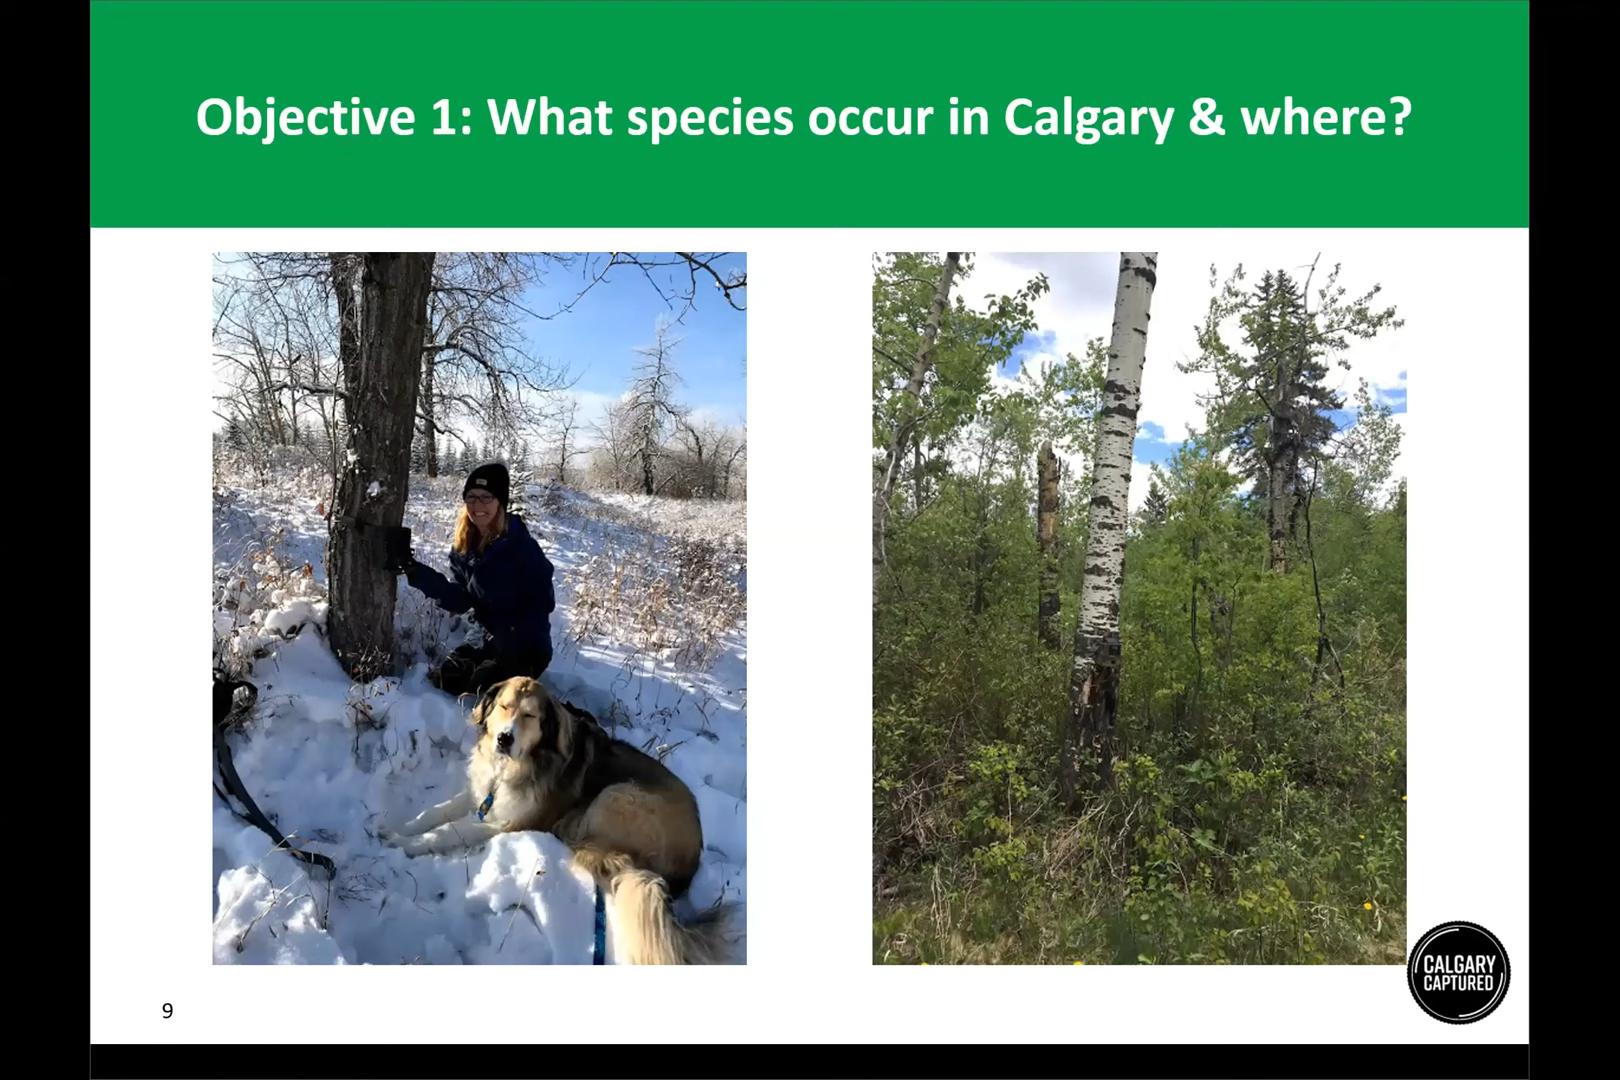 Objective 1: What species occur in Calgary & where?
9
CALGARY
CAPTURED